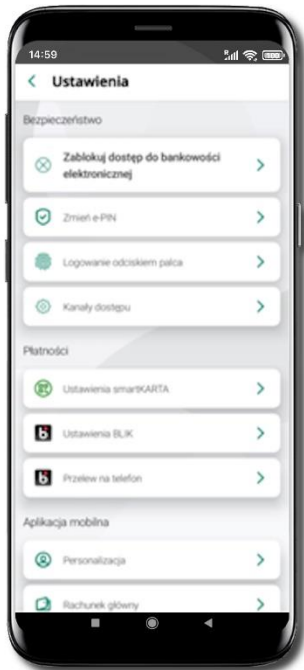 14:59
Ustawienia
Bezpieczeństwo
Zablokuj dostęp do bankowości
elektronicznej
Zmień e-PIN
Logowanie odciskiem palca
Kanały dostępu
Płatności
Ustawienia smartKARTA
Ustawienia BLIK
Przelew na telefon
Aplikacja mobilna
Personalizacja
Rachunek główny